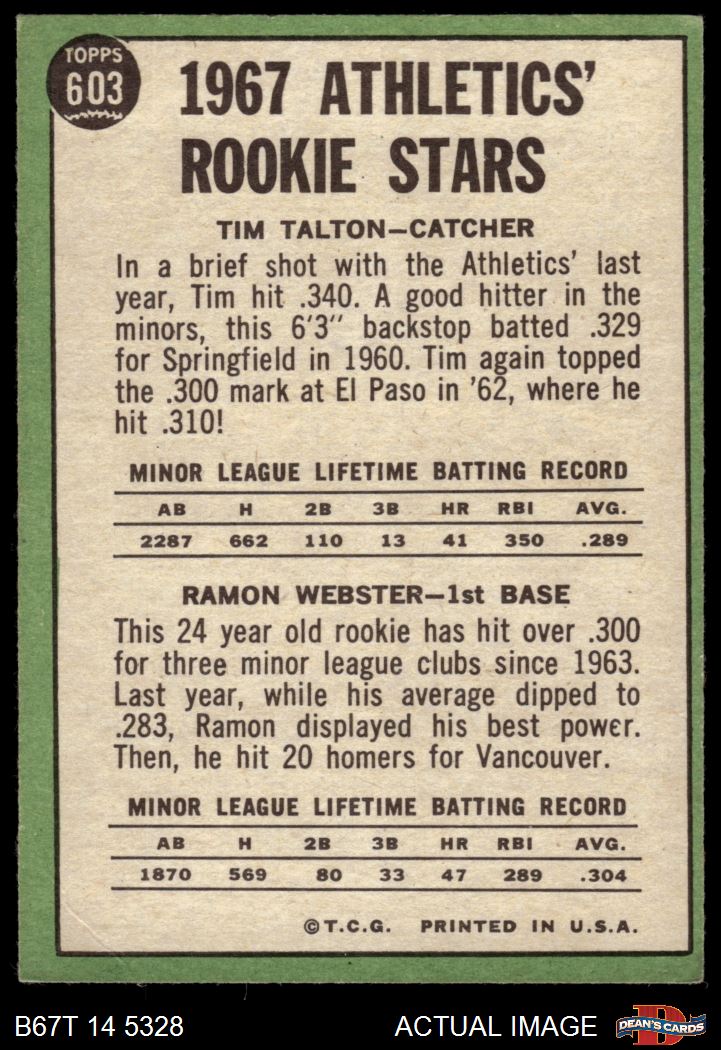 TOPPS
603
1967 ATHLETICS'
ROOKIE STARS
TIM TALTON—CATCHER
In a brief shot with the Athletics' last
year, Tim hit .340. A good hitter in the
minors, this 6'3'' backstop batted .329
for Springfield in 1960. Tim again topped
the .300 mark at El Paso in '62, where he
hit .310!
MINOR LEAGUE LIFETIME BATTING RECORD
AB H 2B 3B HR RBI AVG.
2287 662 110 13 41 350 .289
RAMON WEBSTER—1st BASE
This 24 year old rookie has hit over .300
for three minor league clubs since 1963.
Last year, while his average dipped to
.283, Ramon displayed his best power.
Then, he hit 20 homers for Vancouver.
MINOR LEAGUE LIFETIME BATTING RECORD
AB H 2B 3B HR RBI AVG.
1870 569 80 33 47 289 .304
©T.C.G. PRINTED IN U.S.A.
B67T 14 5328 ACTUAL IMAGE D DEAN'S CARDS